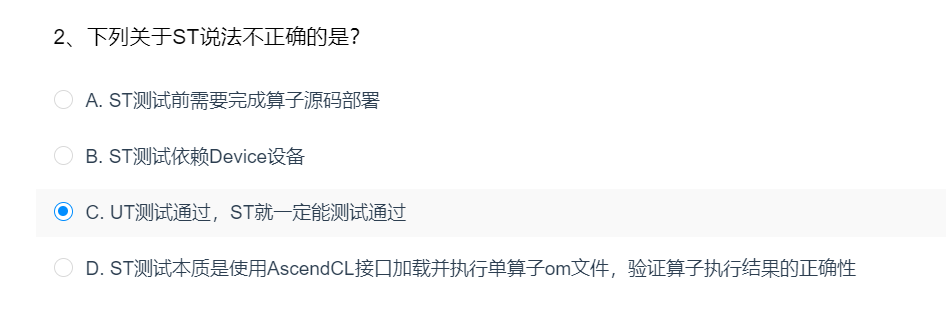 2、下列关于ST说法不正确的是?
A. ST测试前需要完成算子源码部署
B. ST测试依赖Device设备
C. UT测试通过，ST就一定能测试通过
D. ST测试本质是使用AscendCL接口加载并执行单算子om文件，验证算子执行结果的正确性